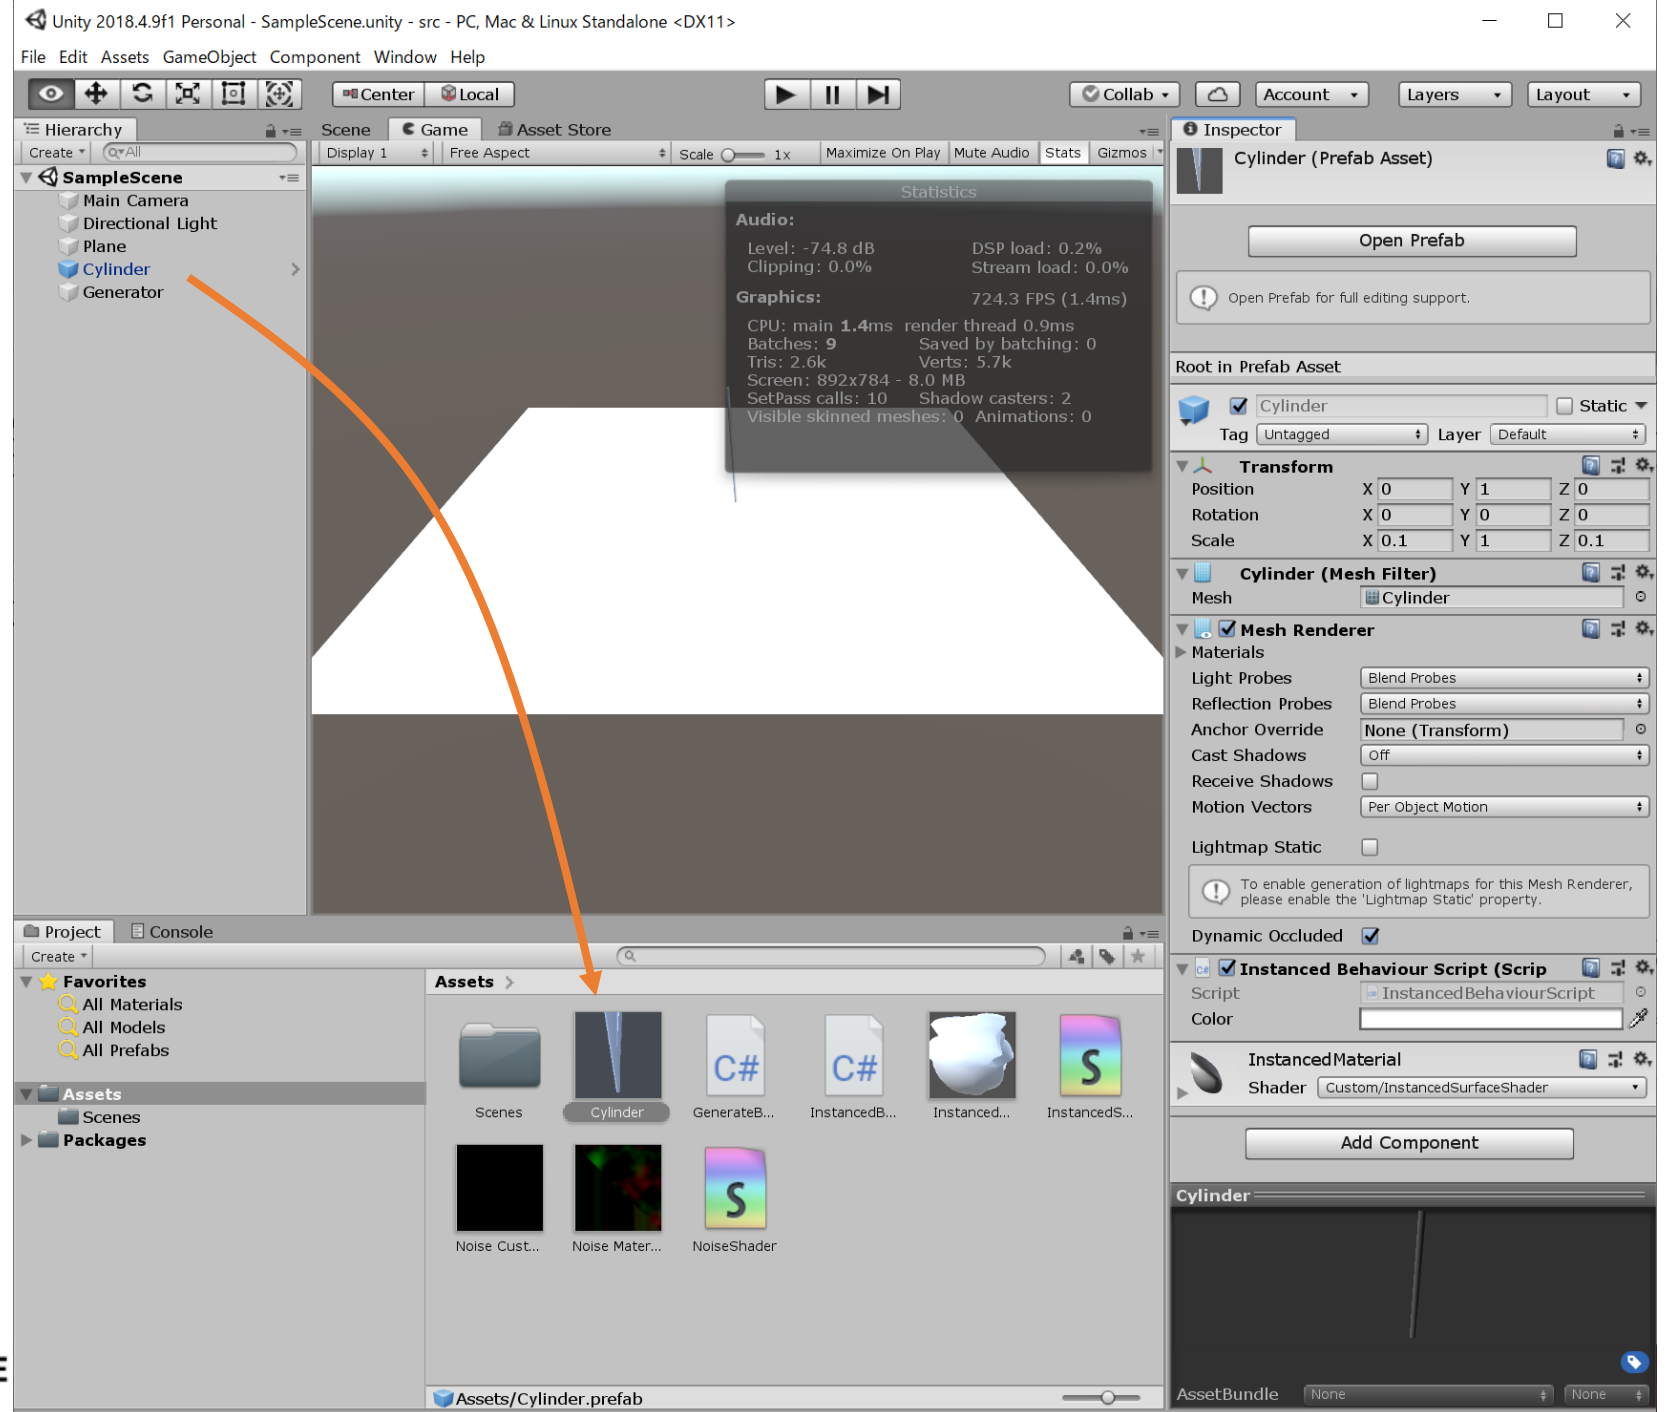 Unity 2018.4.9f1 Personal - SampleScene.unity - src - PC, Mac & Linux Standalone <DX11>
File Edit Assets GameObject Component Window Help
Center Local Collab Account Layers Layout
Hierarchy
Create All
SampleScene
Main Camera
Directional Light
Plane
Cylinder
Generator
Scene Game Asset Store
Display 1 Free Aspect Scale 1x Maximize On Play Mute Audio Stats Gizmos
Statistics
Audio:
Level: -74.8 dB DSP load: 0.2%
Clipping: 0.0% Stream load: 0.0%
Graphics: 724.3 FPS (1.4ms)
CPU: main 1.4ms render thread 0.9ms
Batches: 9 Saved by batching: 0
Tris: 2.6k Verts: 5.7k
Screen: 892x784 - 8.0 MB
SetPass calls: 10 Shadow casters: 2
Visible skinned meshes: 0 Animations: 0
Inspector
Cylinder (Prefab Asset)
Open Prefab
Open Prefab for full editing support.
Root in Prefab Asset
Cylinder Static
Tag Untagged Layer Default
Transform
Position X 0 Y 1 Z 0
Rotation X 0 Y 0 Z 0
Scale X 0.1 Y 1 Z 0.1
Cylinder (Mesh Filter)
Mesh Cylinder
Mesh Renderer
Materials
Light Probes Blend Probes
Reflection Probes Blend Probes
Anchor Override None (Transform)
Cast Shadows Off
Receive Shadows
Motion Vectors Per Object Motion
Lightmap Static
To enable generation of lightmaps for this Mesh Renderer,
please enable the 'Lightmap Static' property.
Dynamic Occluded
C# Instanced Behaviour Script (Scrip
Script InstancedBehaviourScript
Color
InstancedMaterial
Shader Custom/InstancedSurfaceShader
Add Component
Cylinder
AssetBundle None None
Project Console
Create
Favorites
All Materials
All Models
All Prefabs
Assets
Scenes
Packages
Assets >
C# C# S
Scenes Cylinder GenerateB... InstancedB... Instanced... InstancedS...
S
Noise Cust... Noise Mater... NoiseShader
Assets/Cylinder.prefab
E